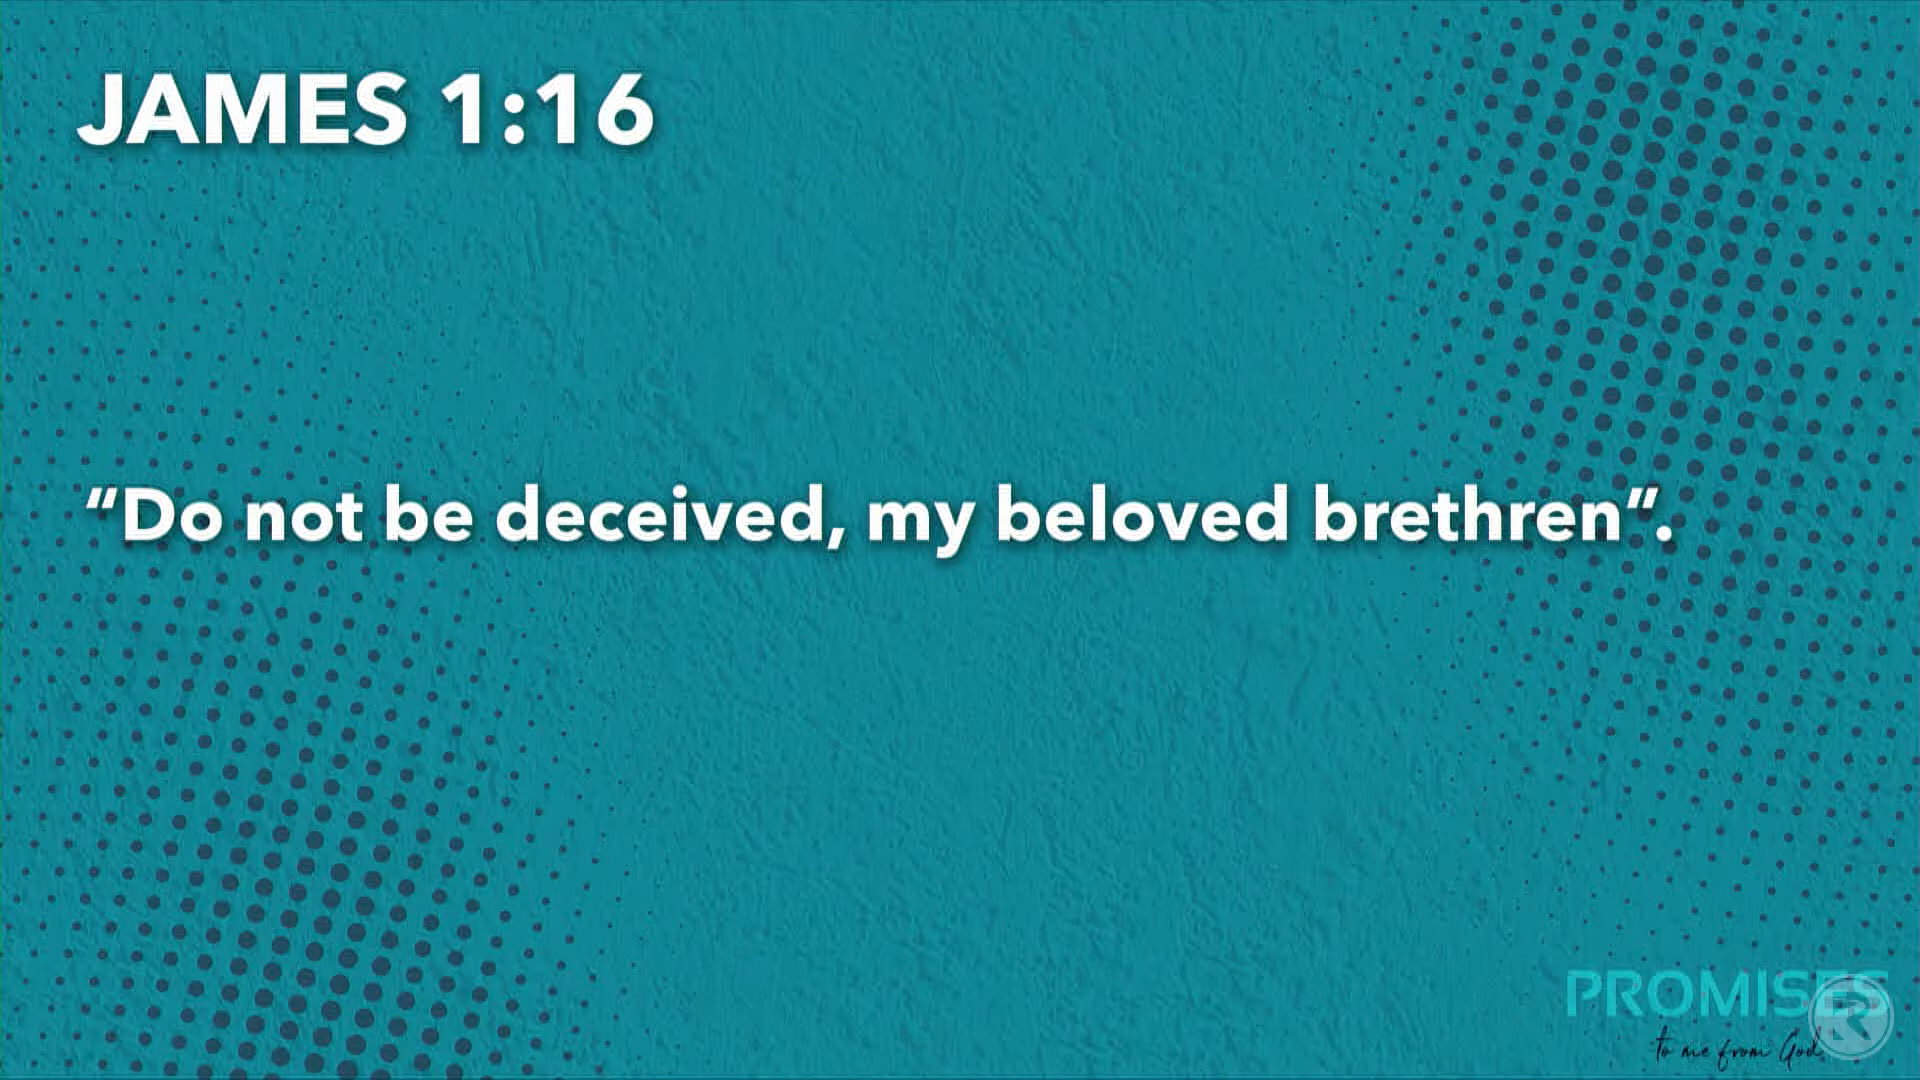 JAMES 1:16
“Do not be deceived, my beloved brethren”.
PROMISES
to me from God
R